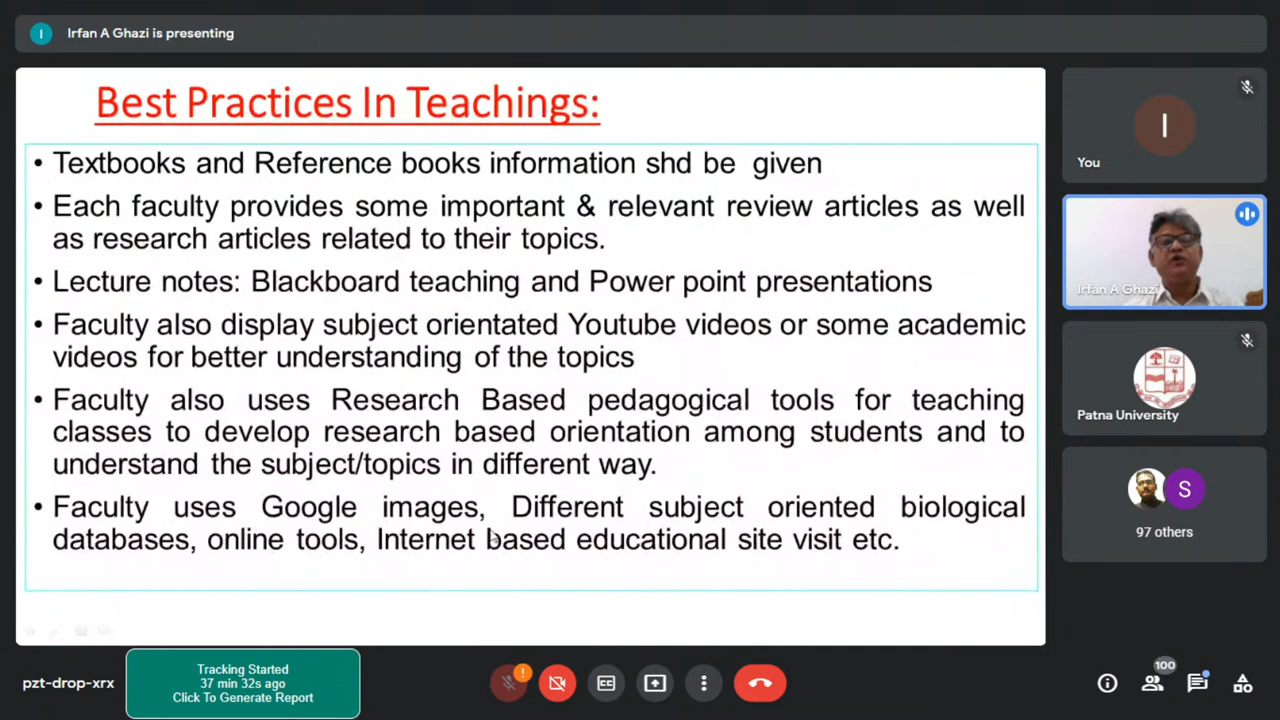 I
Irfan A Ghazi is presenting
Best Practices In Teachings:
• Textbooks and Reference books information shd be given
• Each faculty provides some important & relevant review articles as well
as research articles related to their topics.
• Lecture notes: Blackboard teaching and Power point presentations
• Faculty also display subject orientated Youtube videos or some academic
videos for better understanding of the topics
• Faculty also uses Research Based pedagogical tools for teaching
classes to develop research based orientation among students and to
understand the subject/topics in different way.
• Faculty uses Google images, Different subject oriented biological
databases, online tools, Internet based educational site visit etc.
I
You
Irfan A Ghazi
Patna University
S
97 others
pzt-drop-xrx
Tracking Started
37 min 32s ago
Click To Generate Report
!
CC
100